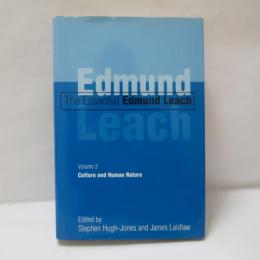 Edmund
The Essential Edmund Leach
Leach
Volume 2
Culture and Human Nature
Edited by
Stephen Hugh-Jones and James Laidlaw